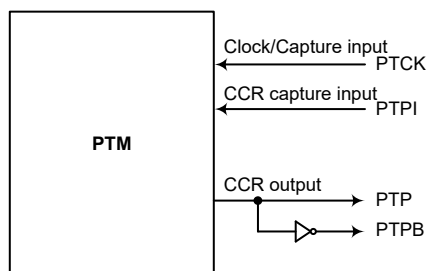 Clock/Capture input
PTCK
CCR capture input
PTPI
PTM
CCR output
PTP
PTPB